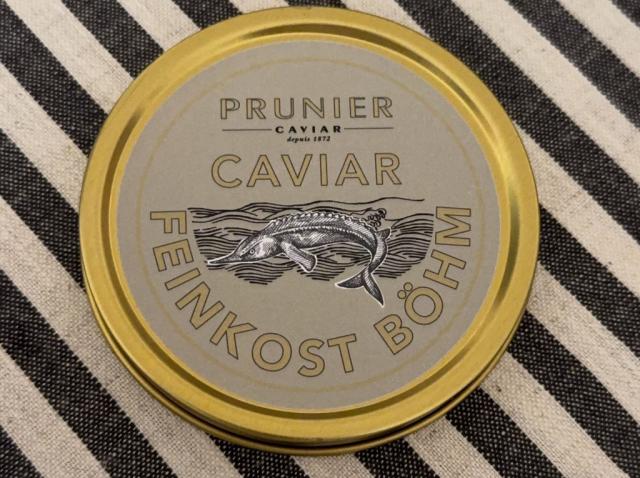 PRUNIER
CAVIAR
depuis 1872
CAVIAR
FEINKOST BÖHM